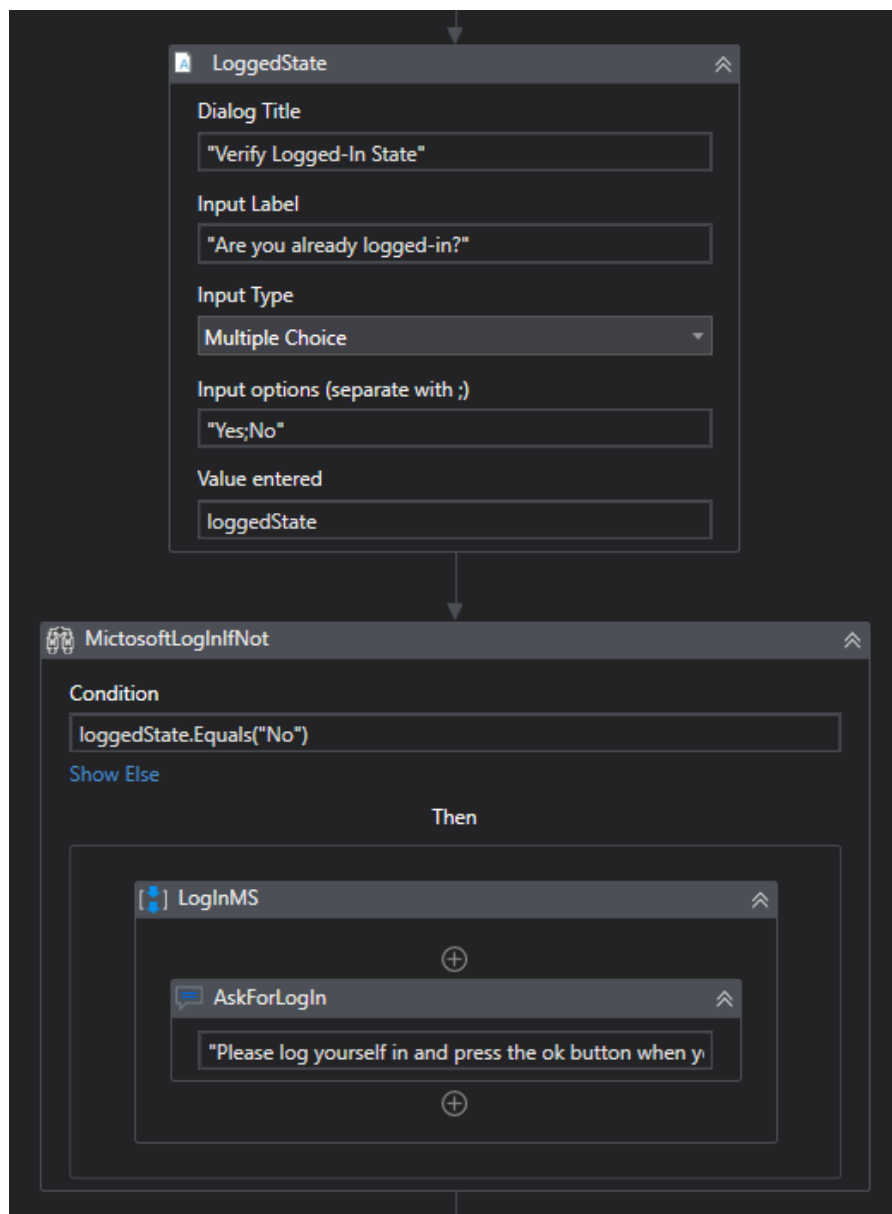 LoggedState
Dialog Title
"Verify Logged-In State"
Input Label
"Are you already logged-in?"
Input Type
Multiple Choice
Input options (separate with ;)
"Yes;No"
Value entered
loggedState
MictosoftLogInIfNot
Condition
loggedState.Equals("No")
Show Else
Then
LogInMS
AskForLogIn
"Please log yourself in and press the ok button when y